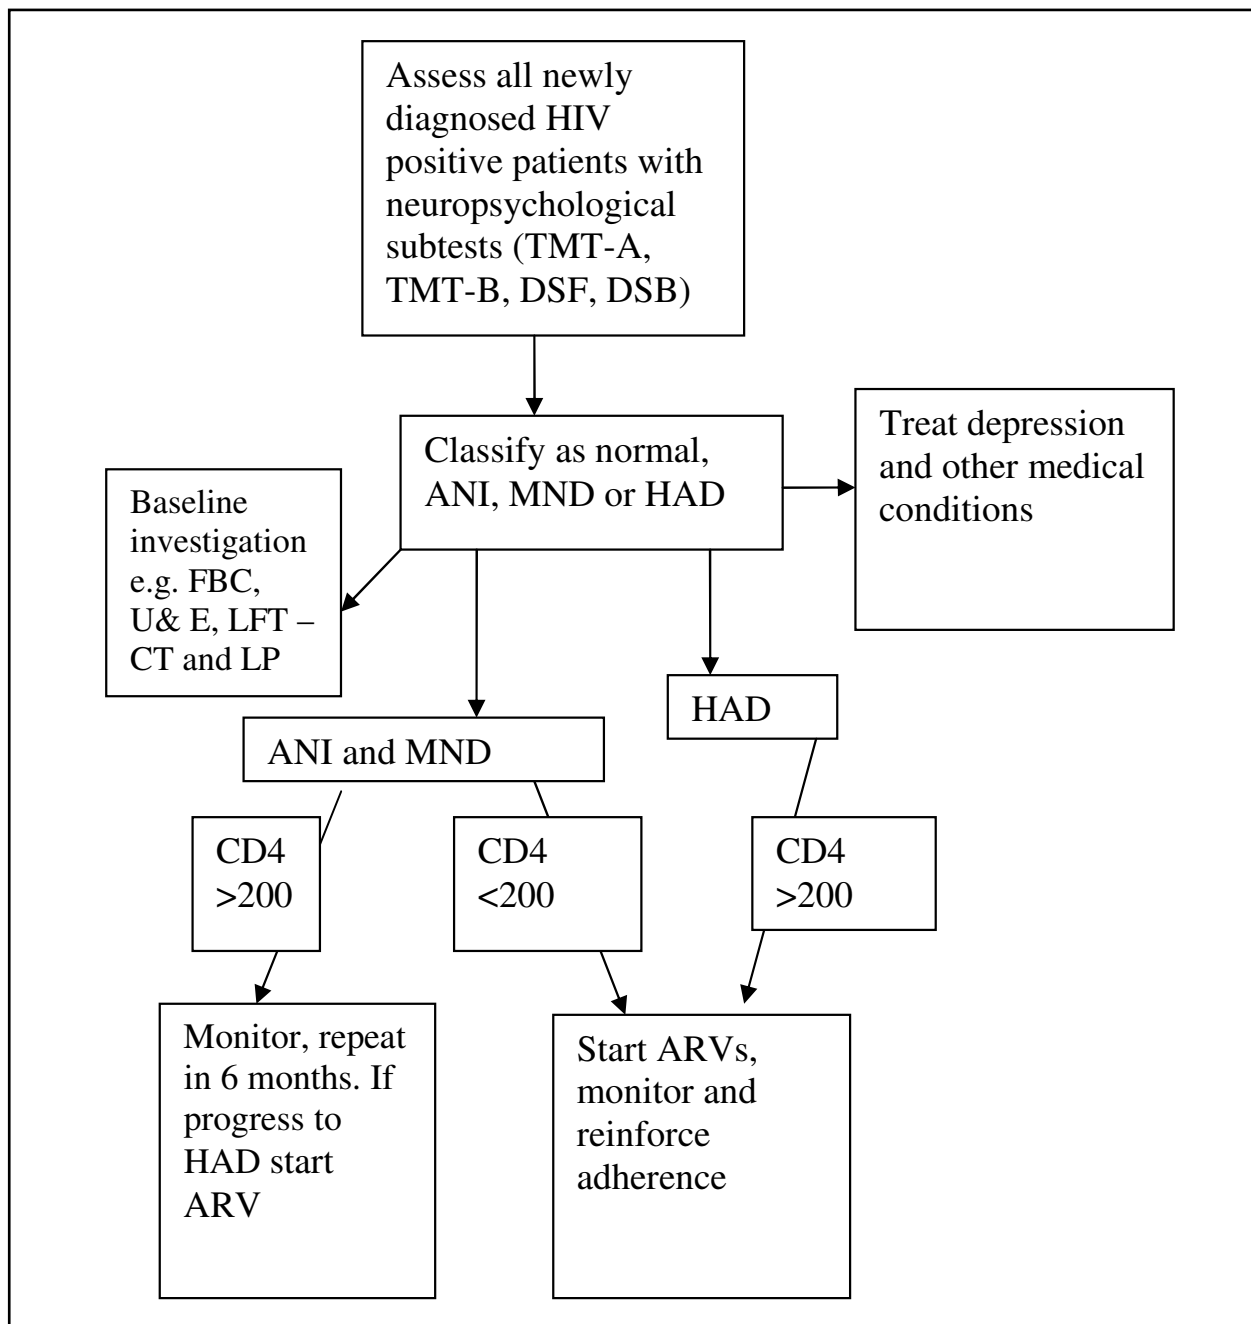 Assess all newly
diagnosed HIV
positive patients with
neuropsychological
subtests (TMT-A,
TMT-B, DSF, DSB)
Classify as normal,
ANI, MND or HAD
Treat depression
and other medical
conditions
Baseline
investigation
e.g. FBC,
U& E, LFT –
CT and LP
HAD
ANI and MND
CD4
>200
CD4
<200
CD4
>200
Monitor, repeat
in 6 months. If
progress to
HAD start
ARV
Start ARVs,
monitor and
reinforce
adherence